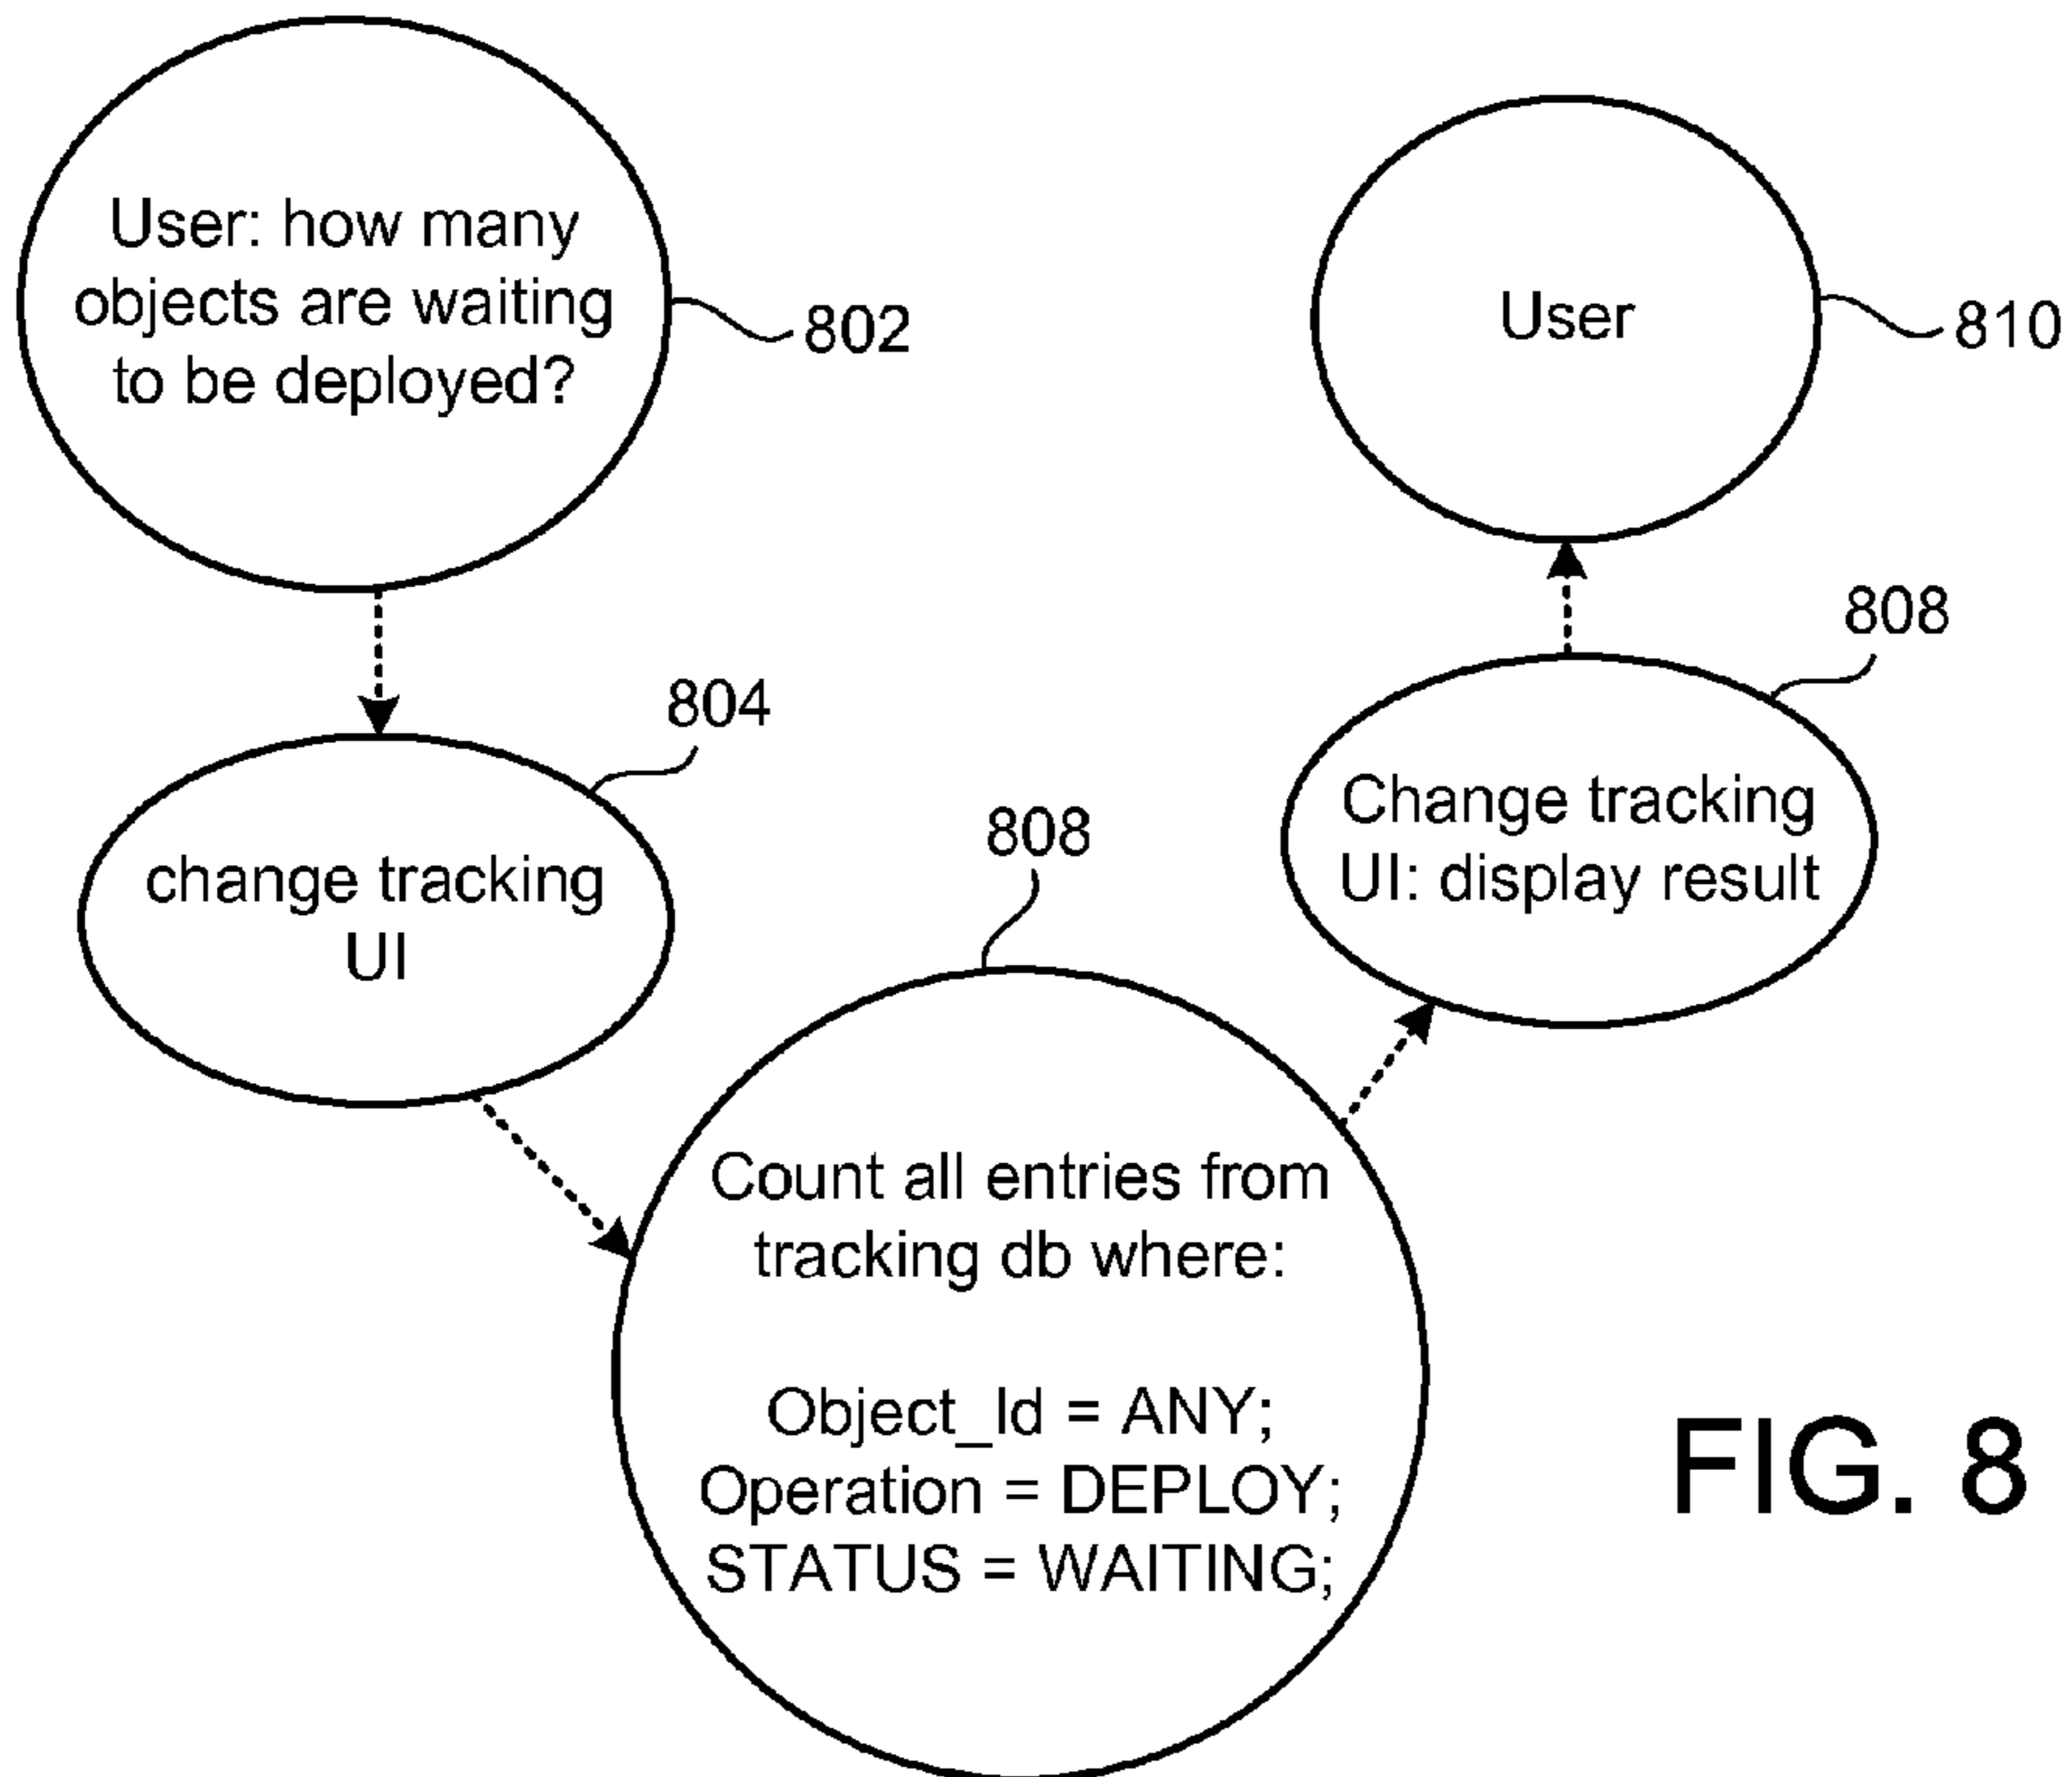 User: how many
objects are waiting
to be deployed?
802
804
change tracking
UI
808
Count all entries from
tracking db where:
Object_Id = ANY;
Operation = DEPLOY;
STATUS = WAITING;
808
Change tracking
UI: display result
User
810
FIG. 8